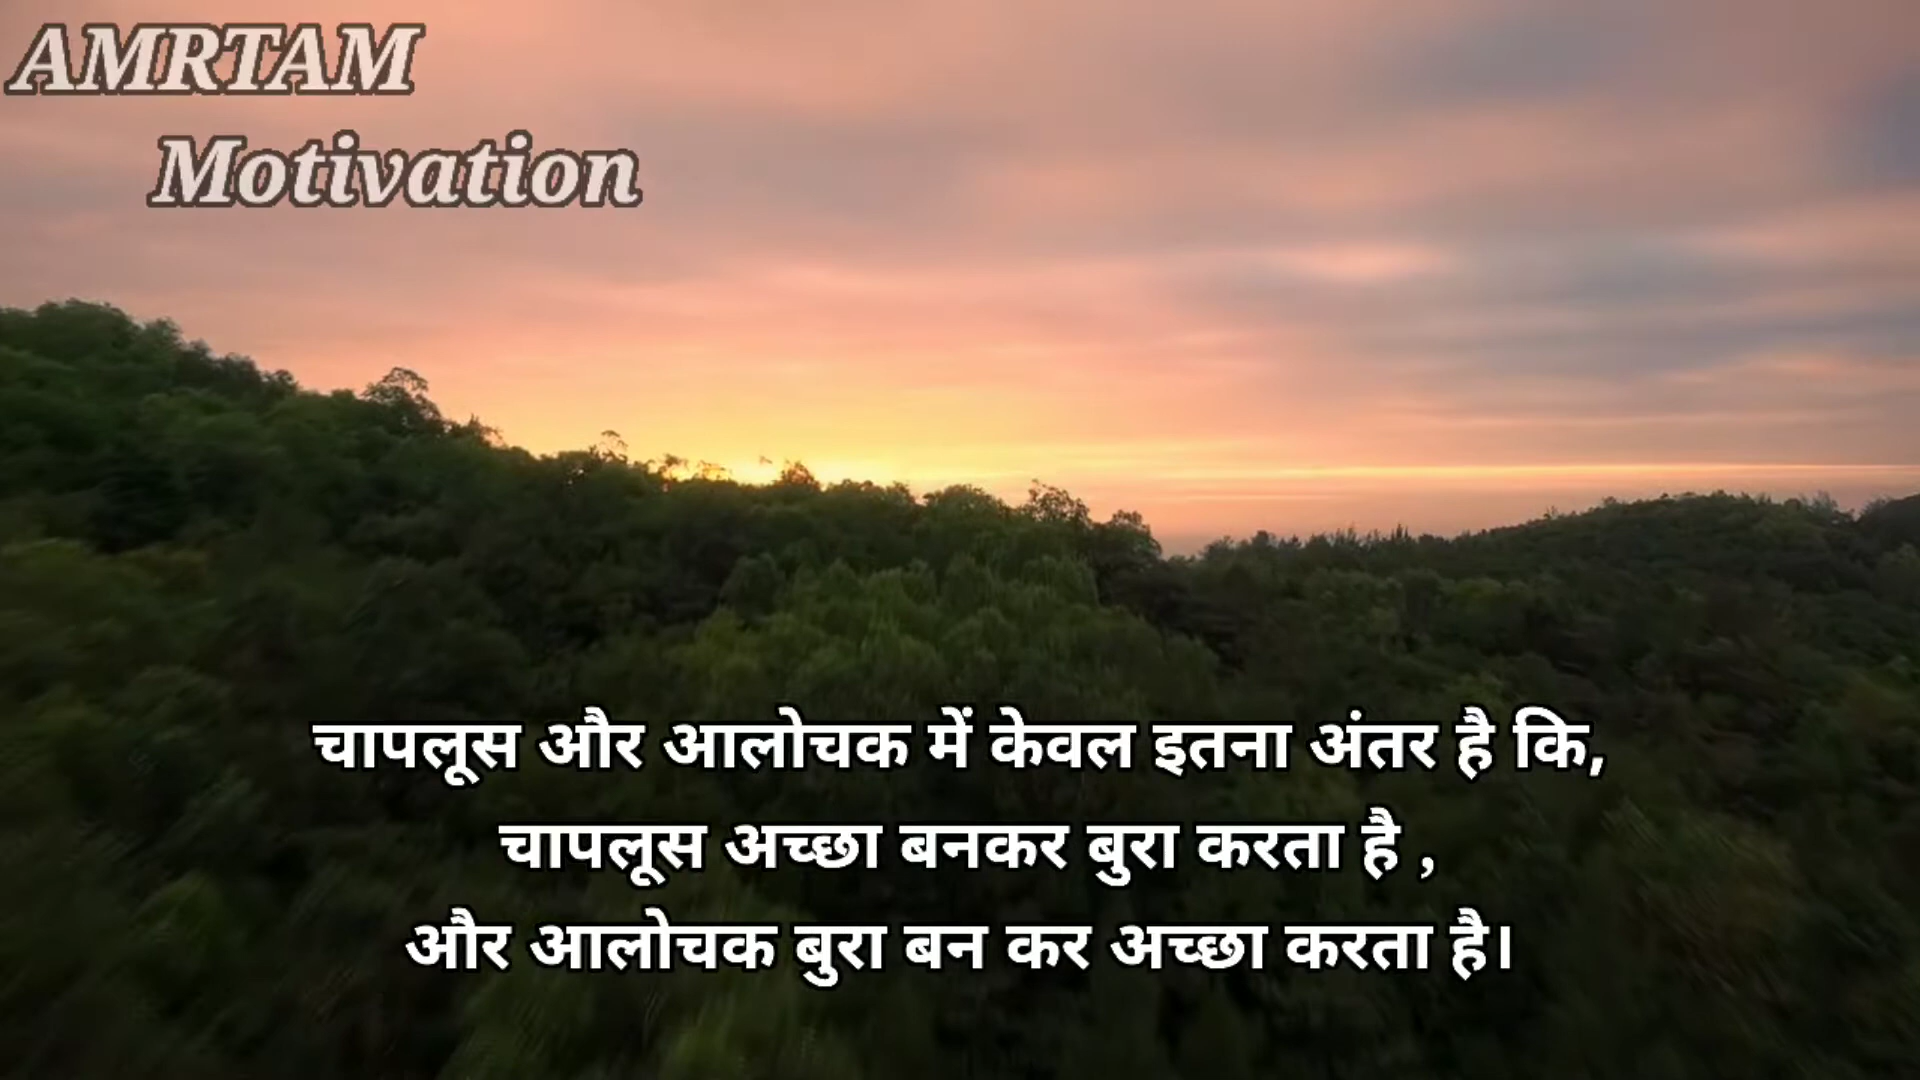 AMRTAM
Motivation
चापलूस और आलोचक में केवल इतना अंतर है कि,
चापलूस अच्छा बनकर बुरा करता है ,
और आलोचक बुरा बन कर अच्छा करता है।